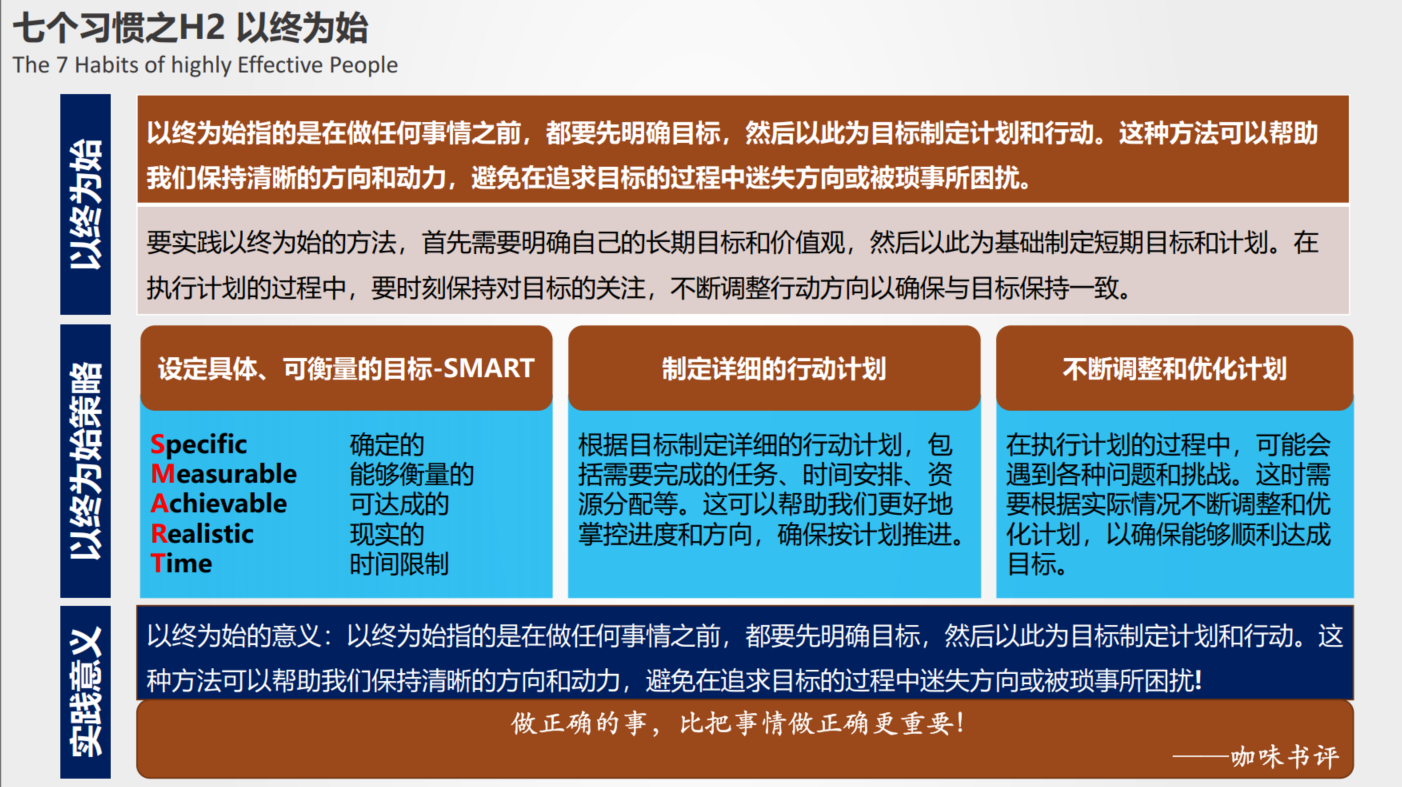 七个习惯之H2 以终为始
The 7 Habits of highly Effective People
以终为始
以终为始指的是在做任何事情之前，都要先明确目标，然后以此为目标制定计划和行动。这种方法可以帮助
我们保持清晰的方向和动力，避免在追求目标的过程中迷失方向或被琐事所困扰。
要实践以终为始的方法，首先需要明确自己的长期目标和价值观，然后以此为基础制定短期目标和计划。在
执行计划的过程中，要时刻保持对目标的关注，不断调整行动方向以确保与目标保持一致。
以终为始策略
设定具体、可衡量的目标-SMART
Specific 确定的
Measurable 能够衡量的
Achievable 可达成的
Realistic 现实的
Time 时间限制
制定详细的行动计划
根据目标制定详细的行动计划，包
括需要完成的任务、时间安排、资
源分配等。这可以帮助我们更好地
掌控进度和方向，确保按计划推进。
不断调整和优化计划
在执行计划的过程中，可能会
遇到各种问题和挑战。这时需
要根据实际情况不断调整和优
化计划，以确保能够顺利达成
目标。
实践意义
以终为始的意义：以终为始指的是在做任何事情之前，都要先明确目标，然后以此为目标制定计划和行动。这
种方法可以帮助我们保持清晰的方向和动力，避免在追求目标的过程中迷失方向或被琐事所困扰!
做正确的事，比把事情做正确更重要！
——咖味书评